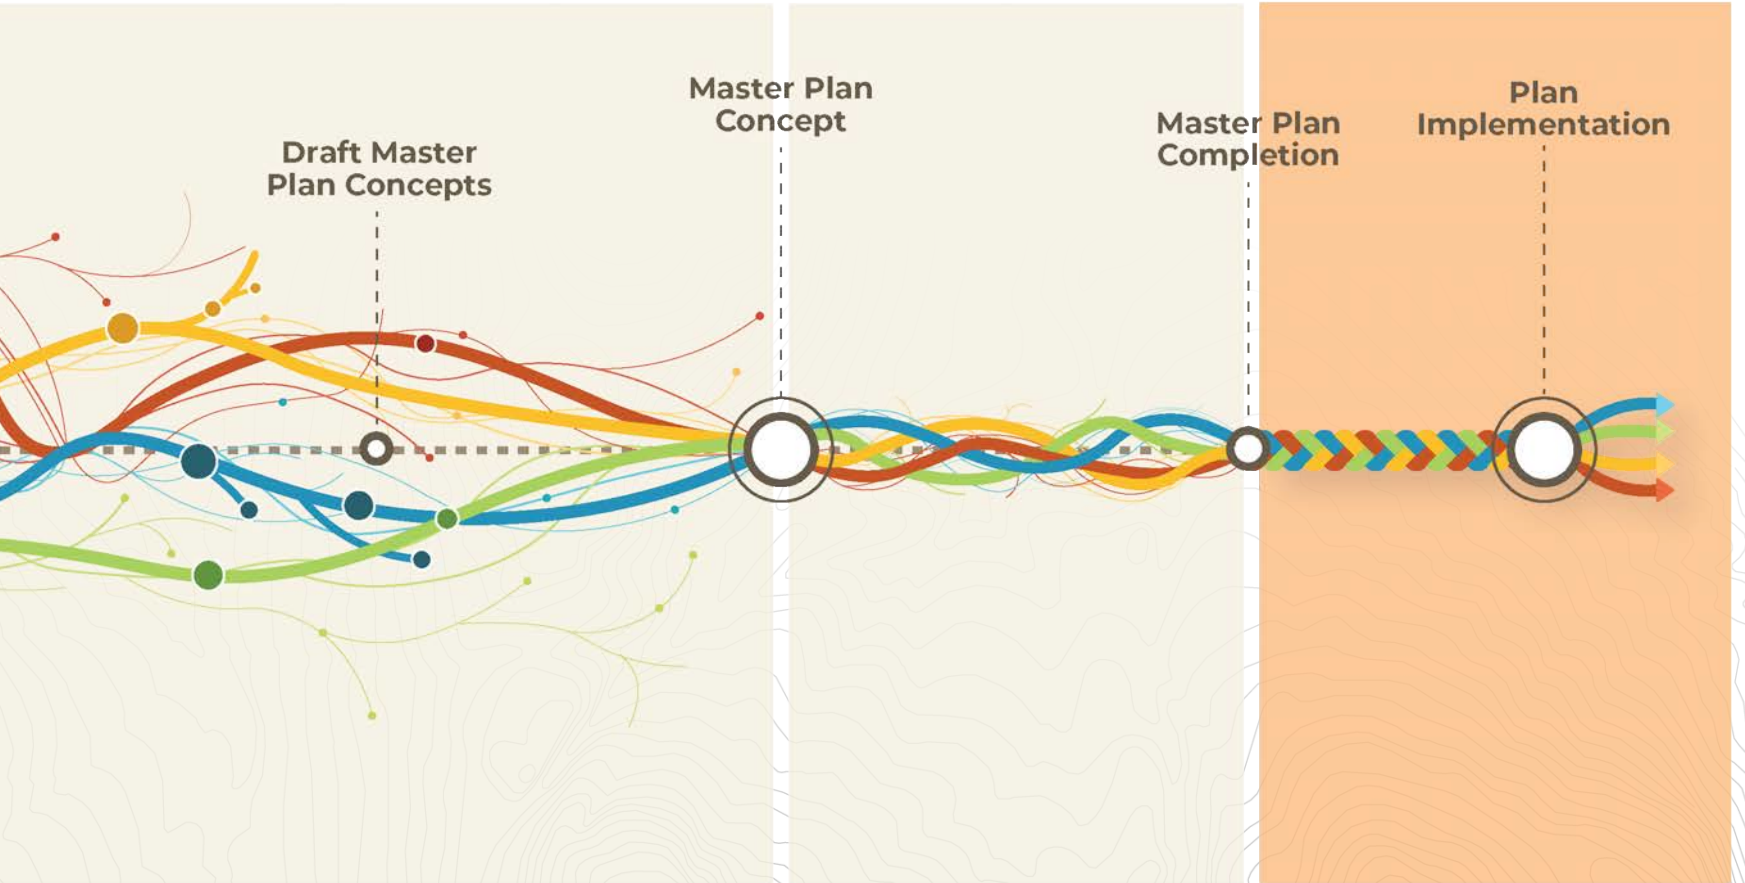 Draft Master
Plan Concepts
Master Plan
Concept
Master Plan
Completion
Plan
Implementation